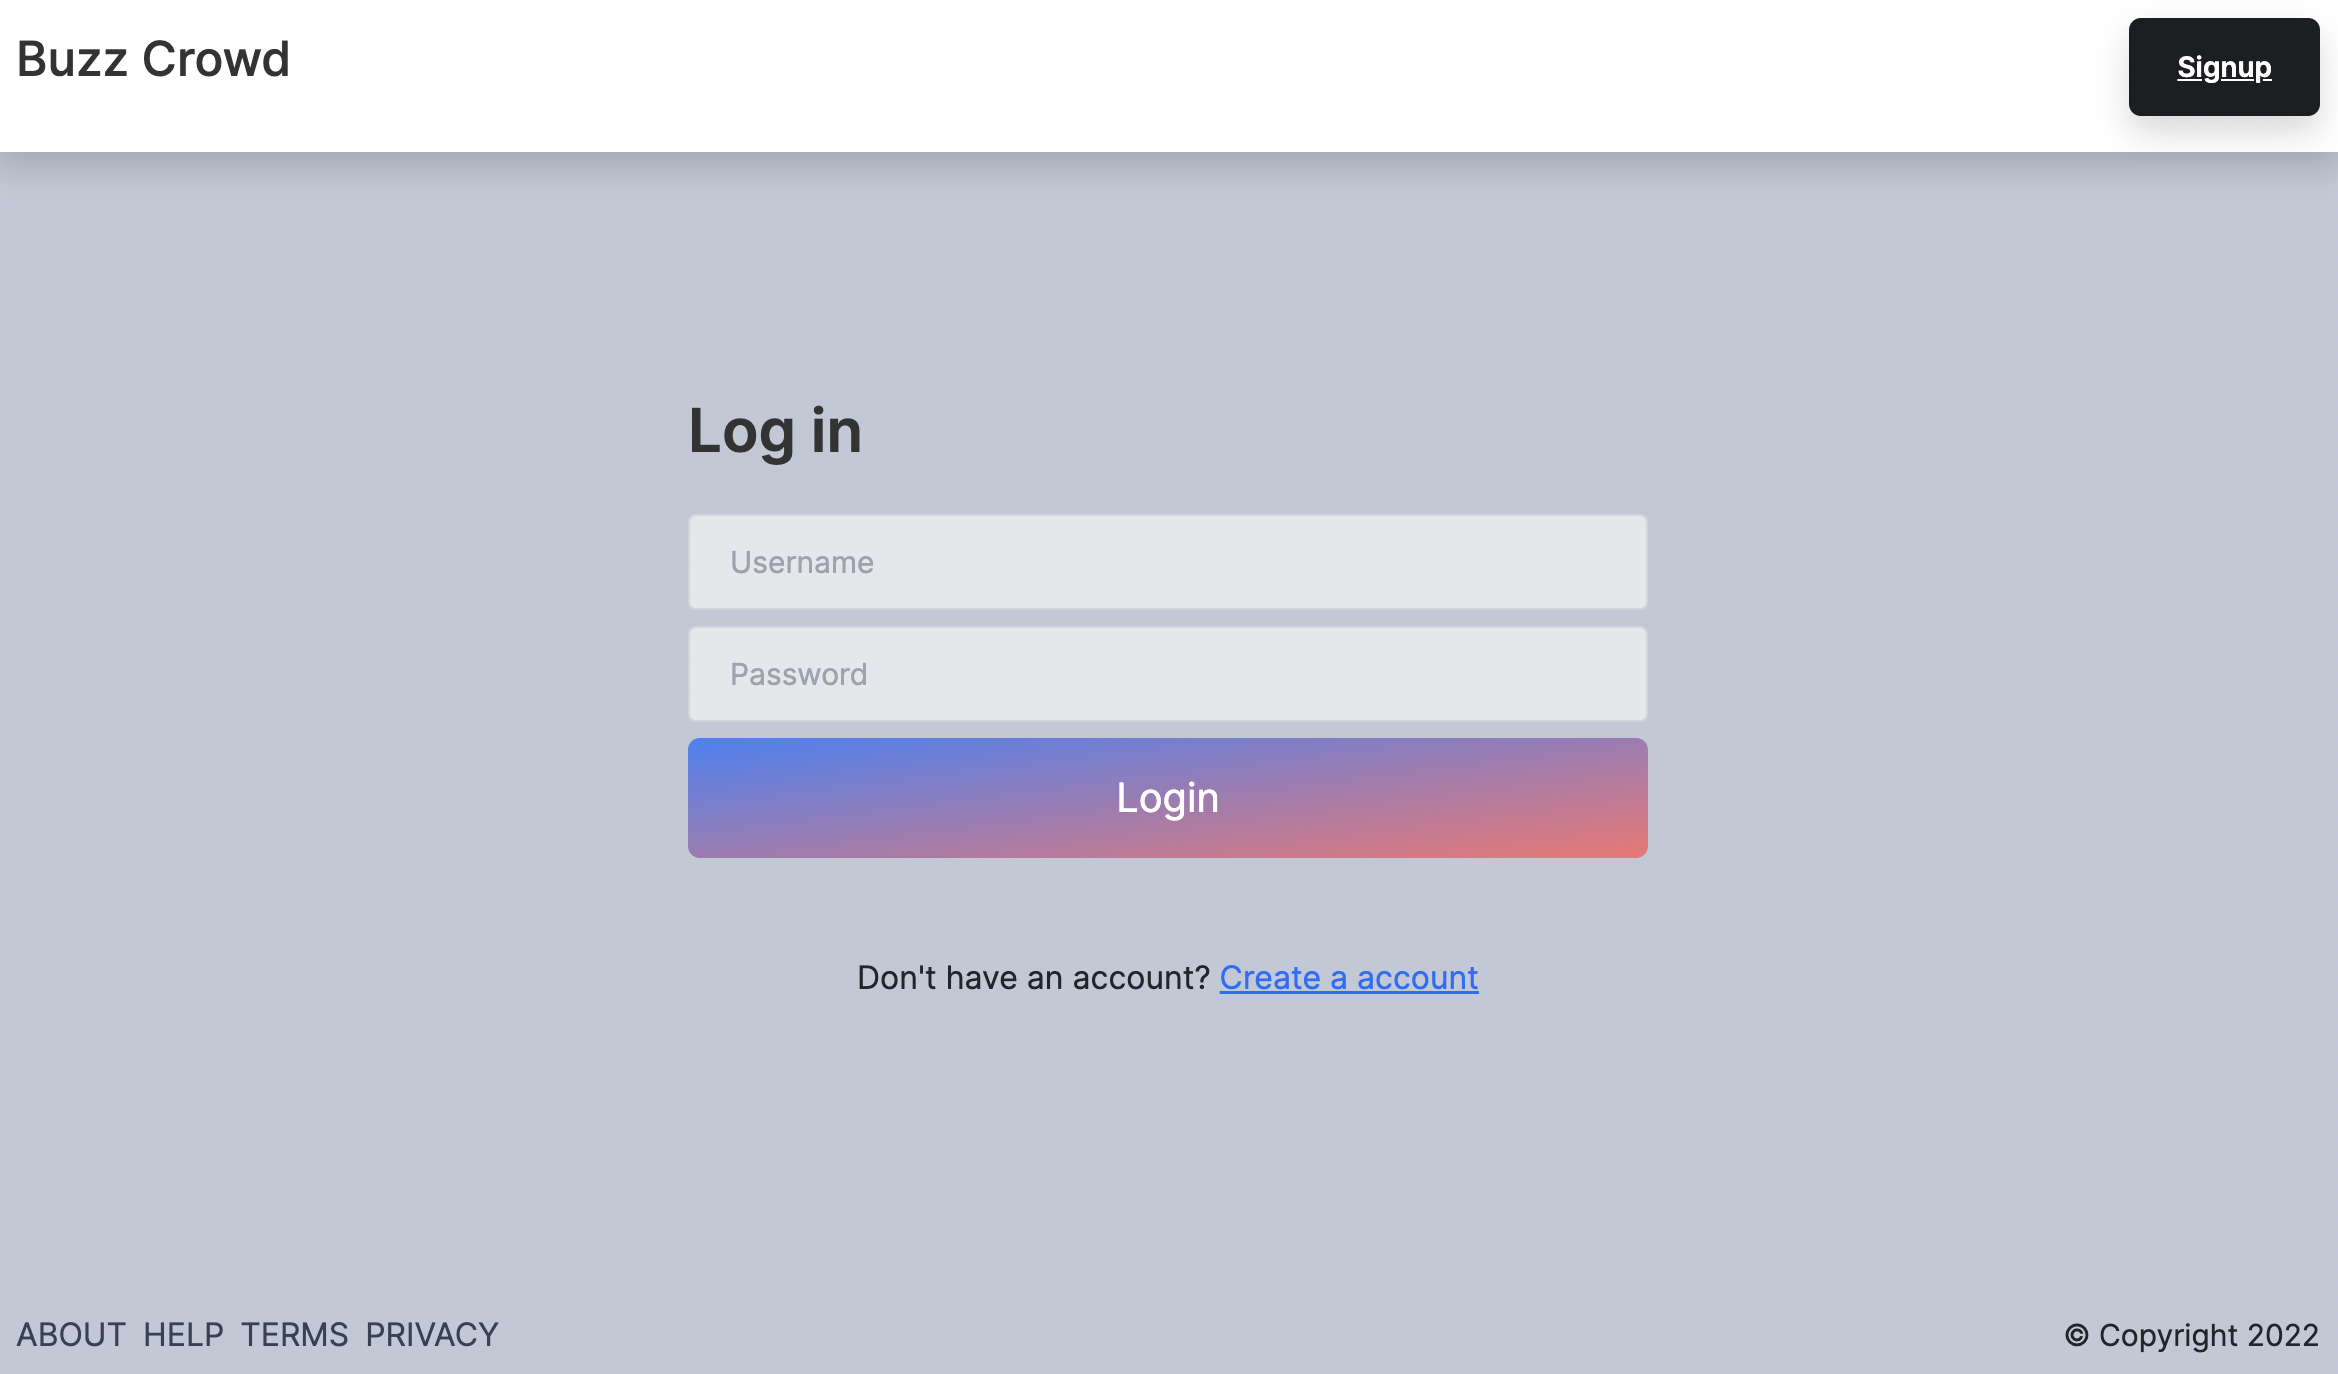 Buzz Crowd
Signup
Log in
Username
Password
Login
Don't have an account? Create a account
ABOUT HELP TERMS PRIVACY
© Copyright 2022